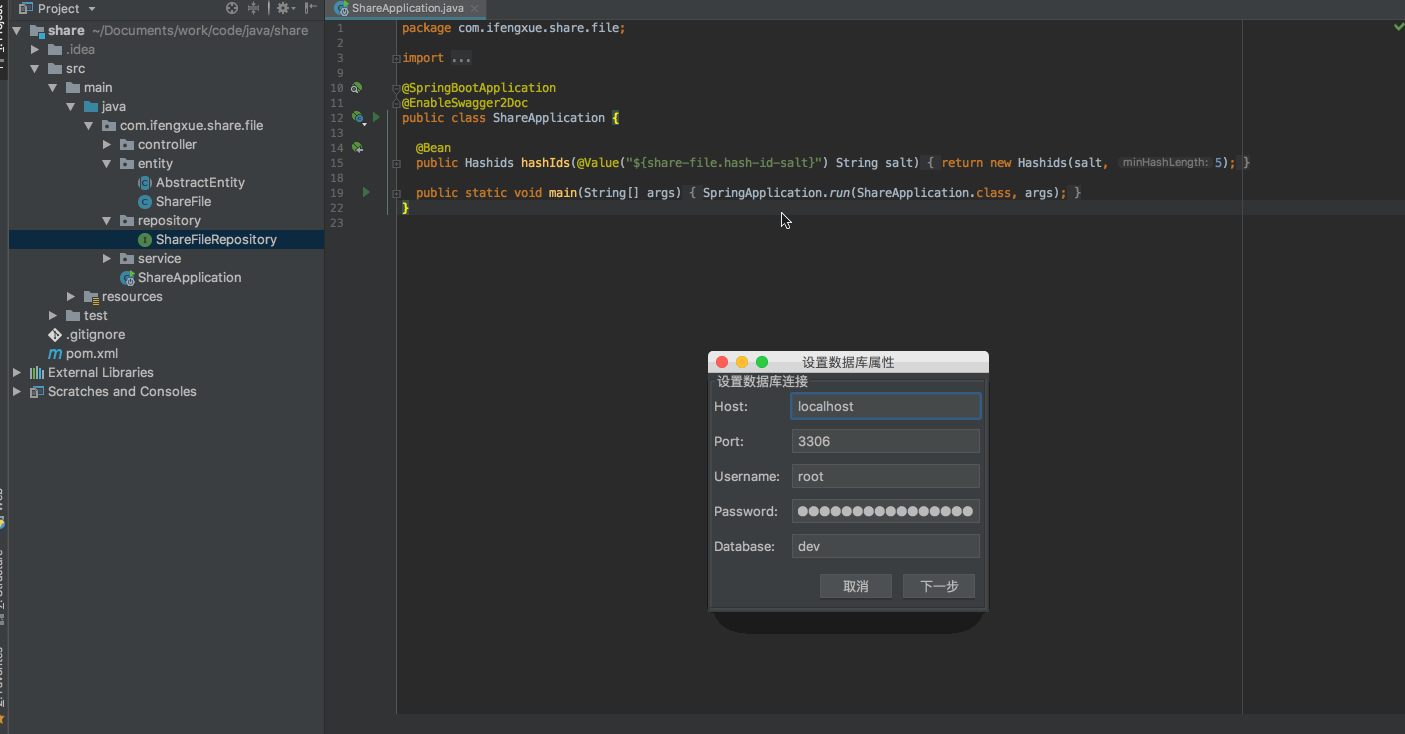 Project
share ~/Documents/work/code/java/share
.idea
src
main
java
com.ifengxue.share.file
controller
entity
AbstractEntity
ShareFile
repository
ShareFileRepository
service
ShareApplication
resources
test
.gitignore
pom.xml
External Libraries
Scratches and Consoles
ShareApplication.java
1 package com.ifengxue.share.file;
2
3 import ...
9
10 @SpringBootApplication
11 @EnableSwagger2Doc
12 public class ShareApplication {
13
14 @Bean
15 public Hashids hashIds(@Value("${share-file.hash-id-salt}") String salt) { return new Hashids(salt, minHashLength: 5); }
18
19 public static void main(String[] args) { SpringApplication.run(ShareApplication.class, args); }
22 }
23
设置数据库属性
设置数据库连接
Host: localhost
Port: 3306
Username: root
Password: ●●●●●●●●●●●●●●●●
Database: dev
取消 下一步